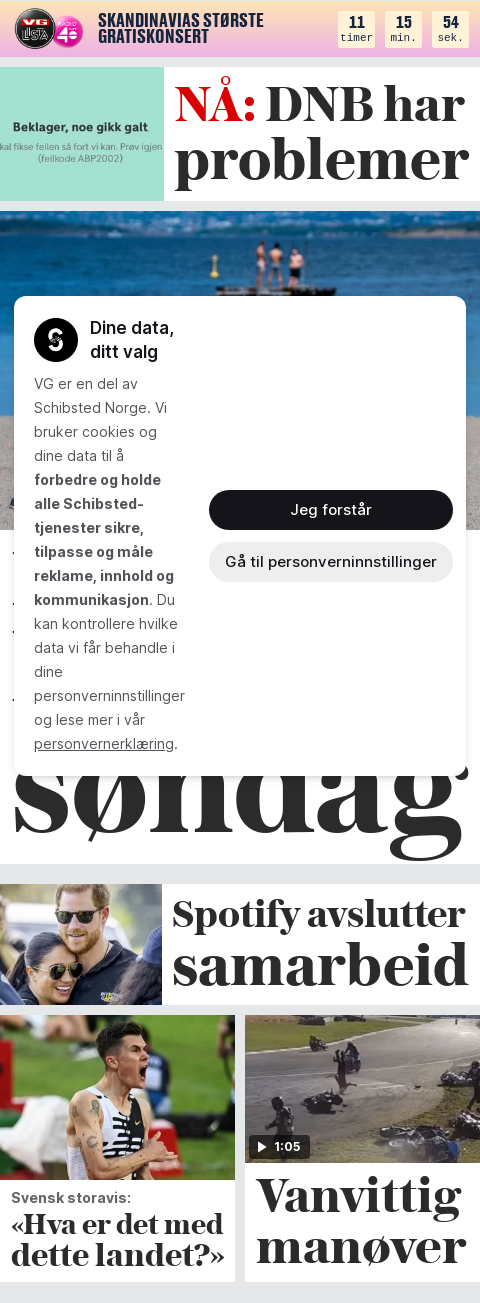 VG
LISTA
RADIO
45
SKANDINAVIAS STØRSTE
GRATISKONSERT
11
timer
15
min.
54
sek.
Beklager, noe gikk galt
kal fikse feilen så fort vi kan. Prøv igjen
(feilkode ABP2002)
NÅ: DNB har
problemer
Dine data,
ditt valg
VG er en del av
Schibsted Norge. Vi
bruker cookies og
dine data til å
forbedre og holde
alle Schibsted-
tjenester sikre,
tilpasse og måle
reklame, innhold og
kommunikasjon. Du
kan kontrollere hvilke
data vi får behandle i
dine
personverninnstillinger
og lese mer i vår
personvernerklæring.
Jeg forstår
Gå til personverninnstillinger
søndag
Spotify avslutter
samarbeid
1:05
Svensk storavis:
«Hva er det med
dette landet?»
Vanvittig
manøver